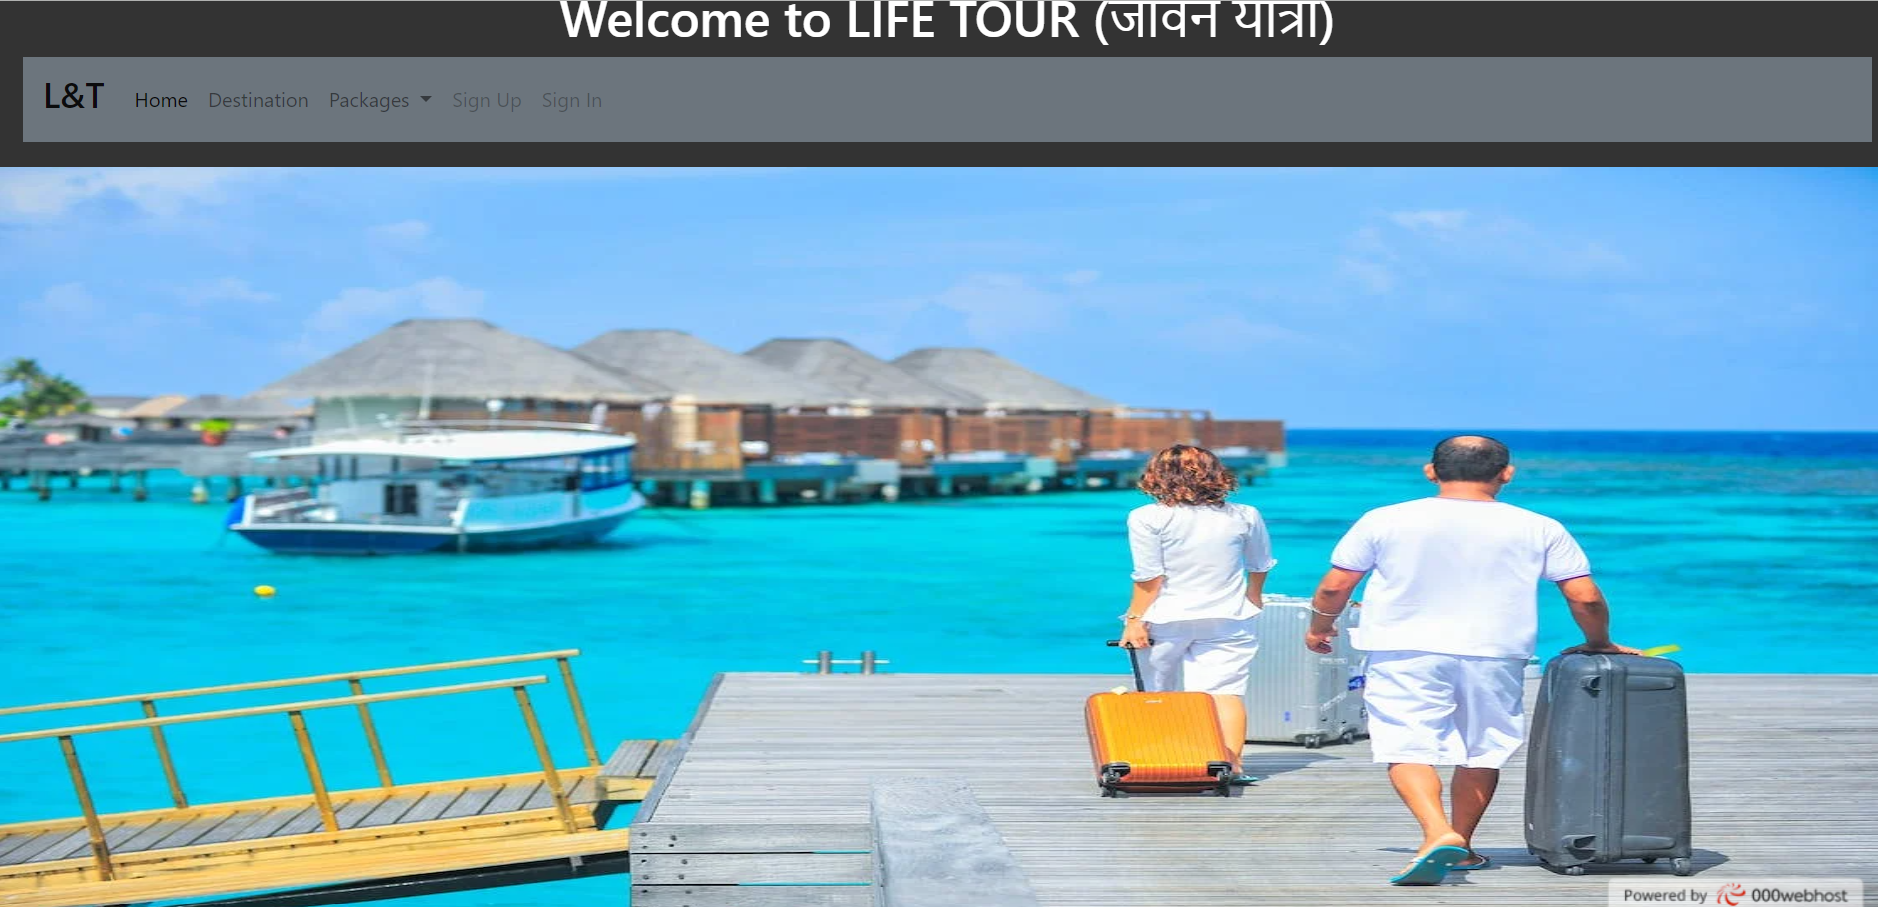 Welcome to LIFE TOUR (जीवन यात्रा)
L&T Home Destination Packages Sign Up Sign In
Powered by 000webhost